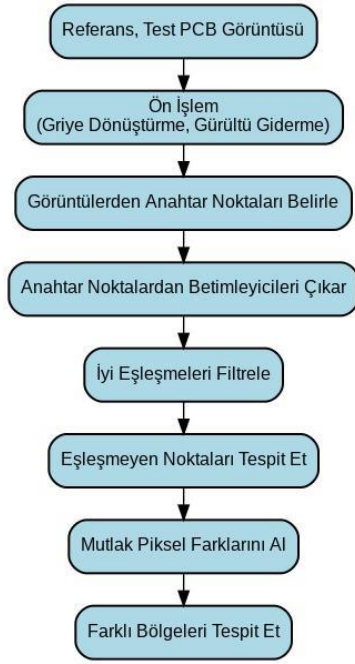 Referans, Test PCB Görüntüsü
Ön İşlem
(Griye Dönüştürme, Gürültü Giderme)
Görüntülerden Anahtar Noktaları Belirle
Anahtar Noktalardan Betimleyicileri Çıkar
İyi Eşleşmeleri Filtrele
Eşleşmeyen Noktaları Tespit Et
Mutlak Piksel Farklarını Al
Farklı Bölgeleri Tespit Et